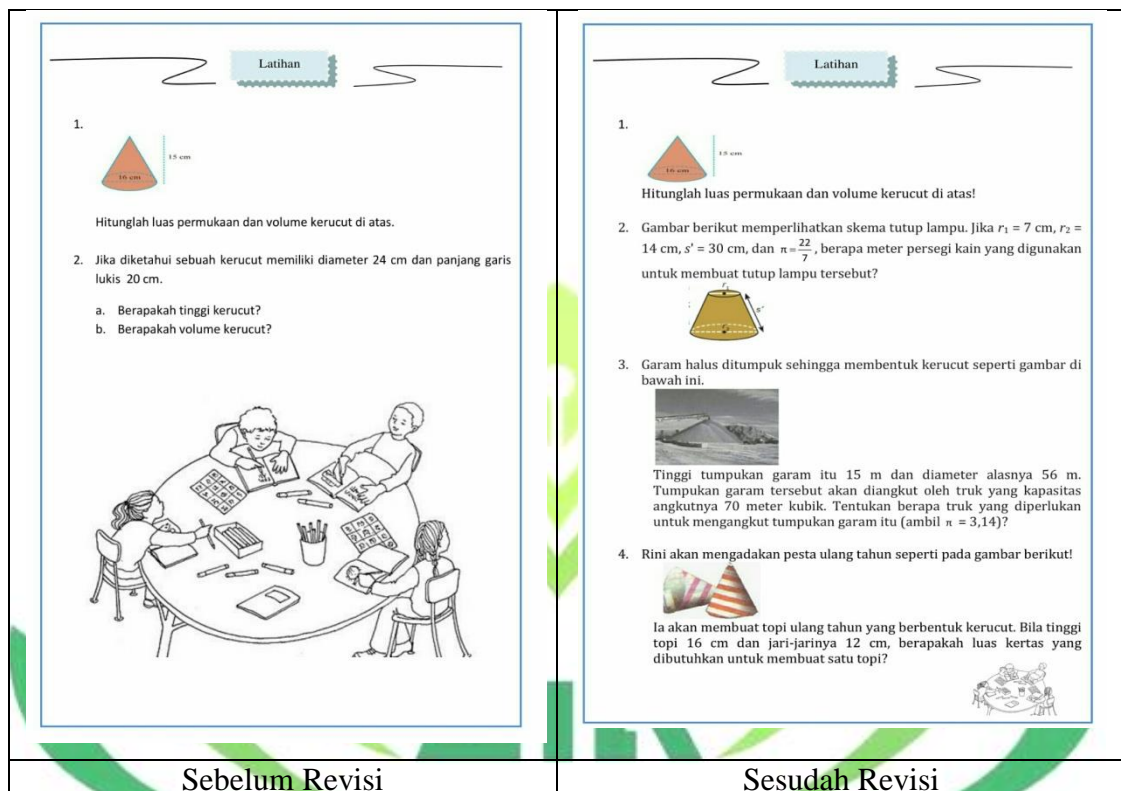 Latihan
1.
15 cm
16 cm
Hitunglah luas permukaan dan volume kerucut di atas.
2. Jika diketahui sebuah kerucut memiliki diameter 24 cm dan panjang garis
lukis 20 cm.
a. Berapakah tinggi kerucut?
b. Berapakah volume kerucut?
Sebelum Revisi
Latihan
1.
15 cm
16 cm
Hitunglah luas permukaan dan volume kerucut di atas!
2. Gambar berikut memperlihatkan skema tutup lampu. Jika r₁ = 7 cm, r₂ =
14 cm, s' = 30 cm, dan π = 22/7 , berapa meter persegi kain yang digunakan
untuk membuat tutup lampu tersebut?
r₁
s'
r₂
3. Garam halus ditumpuk sehingga membentuk kerucut seperti gambar di
bawah ini.
Tinggi tumpukan garam itu 15 m dan diameter alasnya 56 m.
Tumpukan garam tersebut akan diangkut oleh truk yang kapasitas
angkutnya 70 meter kubik. Tentukan berapa truk yang diperlukan
untuk mengangkut tumpukan garam itu (ambil π = 3,14)?
4. Rini akan mengadakan pesta ulang tahun seperti pada gambar berikut!
Ia akan membuat topi ulang tahun yang berbentuk kerucut. Bila tinggi
topi 16 cm dan jari-jarinya 12 cm, berapakah luas kertas yang
dibutuhkan untuk membuat satu topi?
Sesudah Revisi